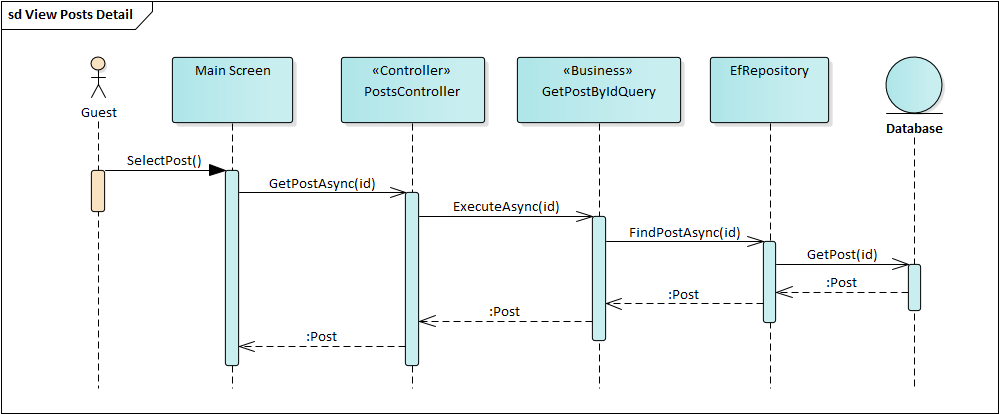 sd View Posts Detail
Guest
Main Screen
«Controller»
PostsController
«Business»
GetPostByIdQuery
EfRepository
Database
SelectPost()
GetPostAsync(id)
ExecuteAsync(id)
FindPostAsync(id)
GetPost(id)
:Post
:Post
:Post
:Post